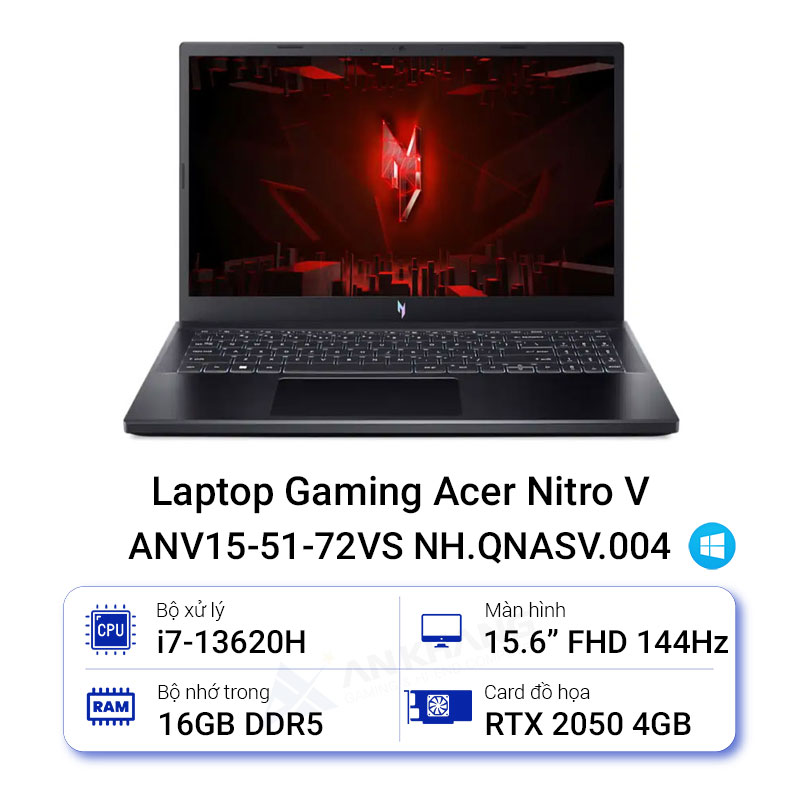 Laptop Gaming Acer Nitro V
ANV15-51-72VS NH.QNASV.004
CPU
Bộ xử lý
i7-13620H
Màn hình
15.6” FHD 144Hz
RAM
Bộ nhớ trong
16GB DDR5
Card đồ họa
RTX 2050 4GB
ANKHANG